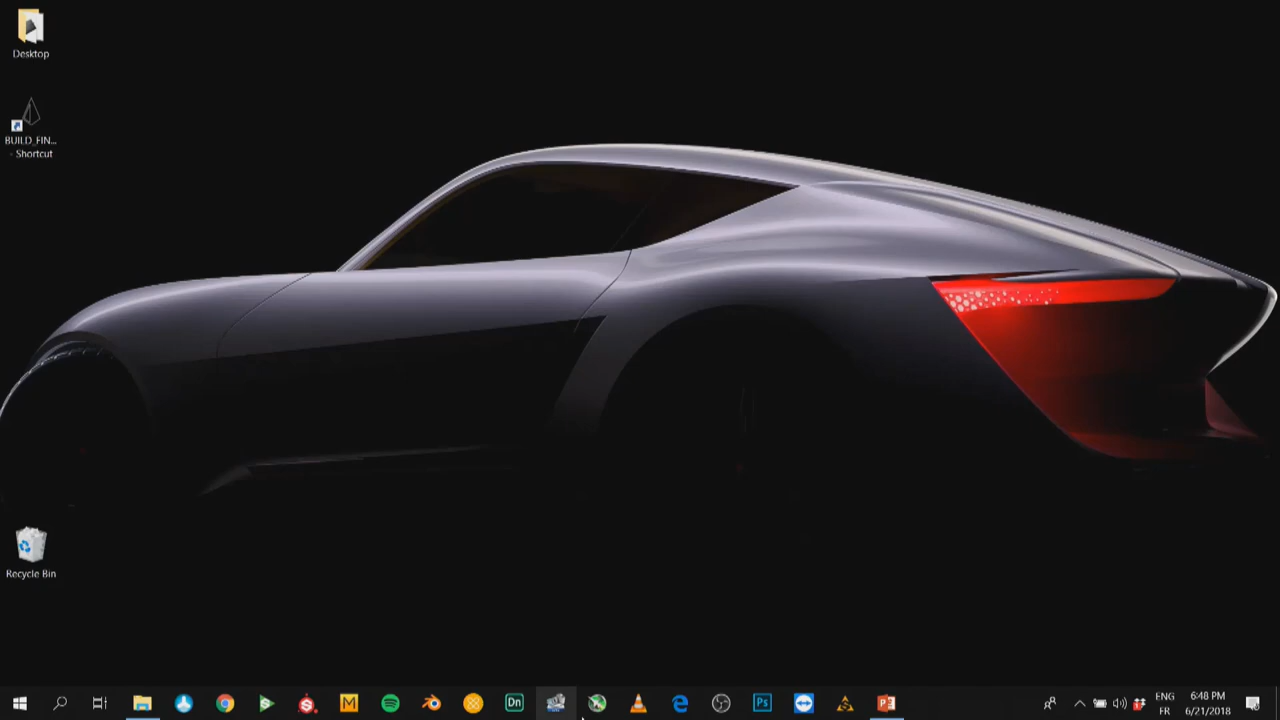 Desktop
BUILD_FIN...
- Shortcut
Recycle Bin
M
Dn
Ps
ENG
FR
6:48 PM
6/21/2018